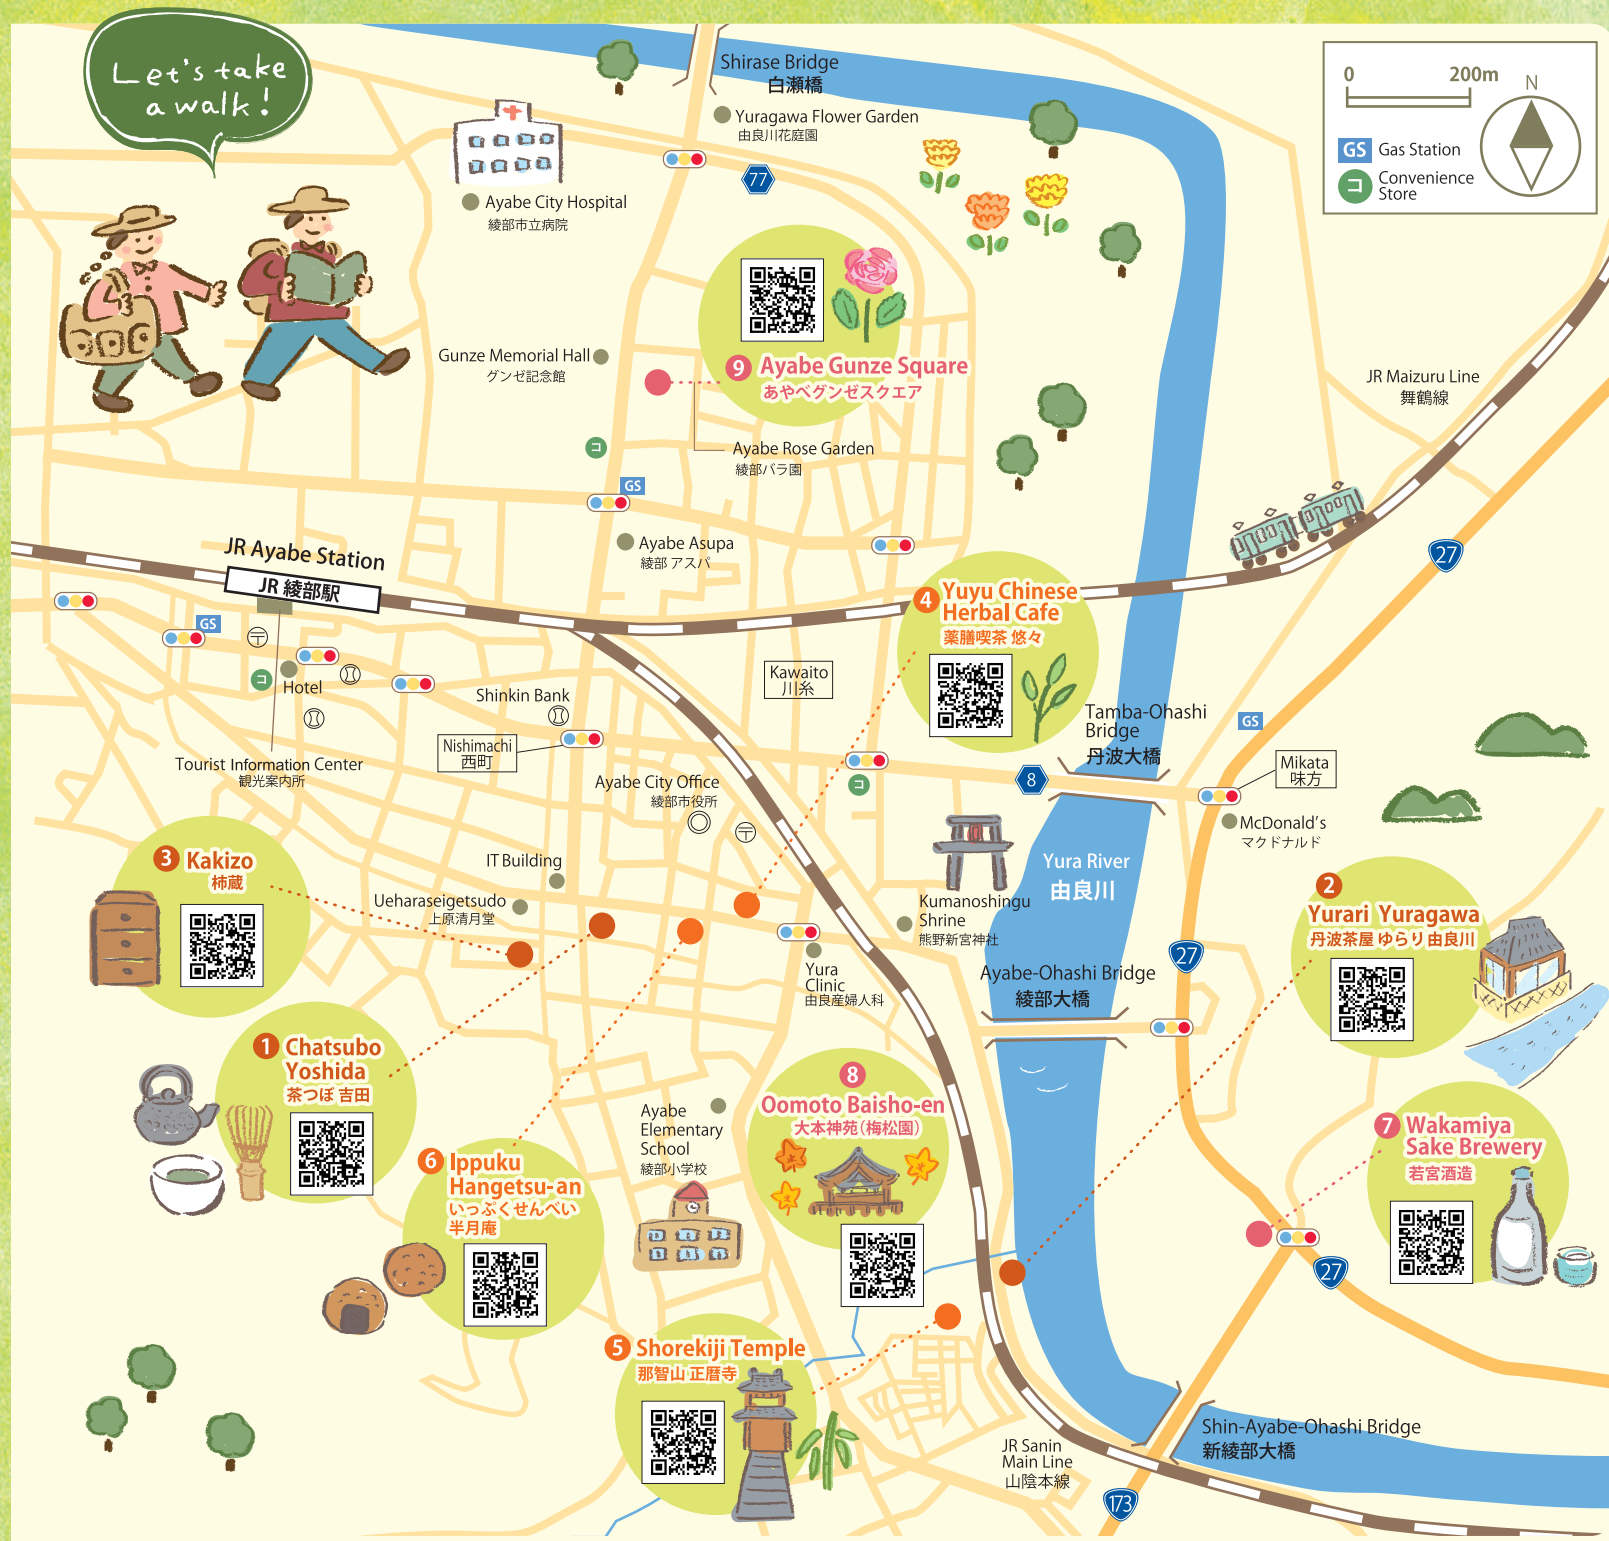 Let's take
a walk!
Shirase Bridge
白瀬橋
Yuragawa Flower Garden
由良川花庭園
77
0 200m
N
GS Gas Station
コ Convenience
Store
Ayabe City Hospital
綾部市立病院
Gunze Memorial Hall
グンゼ記念館
9 Ayabe Gunze Square
あやべグンゼスクエア
Ayabe Rose Garden
綾部バラ園
JR Maizuru Line
舞鶴線
コ
GS
Ayabe Asupa
綾部 アスパ
JR Ayabe Station
JR 綾部駅
27
4 Yuyu Chinese
Herbal Cafe
薬膳喫茶 悠々
GS
〒
コ
Hotel
Shinkin Bank
Kawaito
川糸
Nishimachi
西町
Tourist Information Center
観光案内所
Tamba-Ohashi
Bridge
丹波大橋
GS
8
コ
Mikata
味方
McDonald's
マクドナルド
Ayabe City Office
綾部市役所
〒
3 Kakizo
柿蔵
IT Building
Ueharaseigetsudo
上原清月堂
Yura River
由良川
Kumanoshingu
Shrine
熊野新宮神社
2
Yurari Yuragawa
丹波茶屋 ゆらり 由良川
27
Yura
Clinic
由良産婦人科
Ayabe-Ohashi Bridge
綾部大橋
1 Chatsubo
Yoshida
茶つぼ 吉田
8
Oomoto Baisho-en
大本神苑(梅松園)
Ayabe
Elementary
School
綾部小学校
7 Wakamiya
Sake Brewery
若宮酒造
6 Ippuku
Hangetsu-an
いっぷくせんべい
半月庵
27
5 Shorekiji Temple
那智山 正暦寺
JR Sanin
Main Line
山陰本線
Shin-Ayabe-Ohashi Bridge
新綾部大橋
173